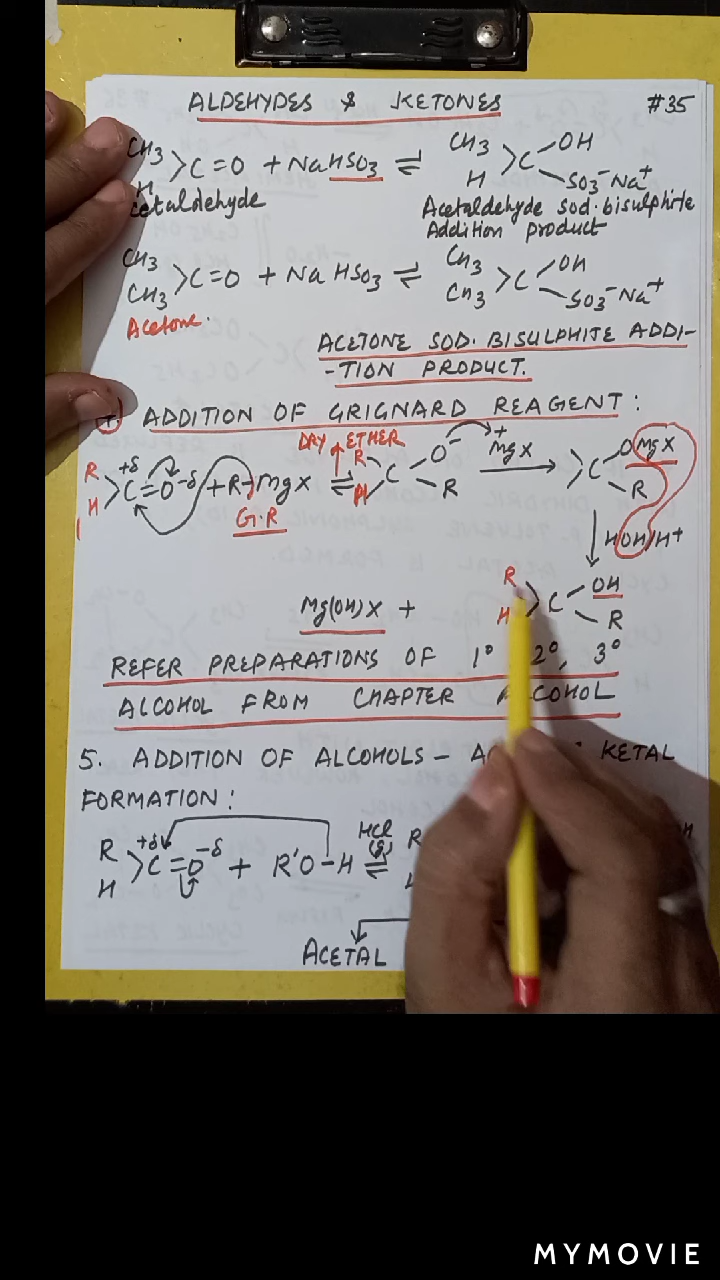 ALDEHYDES & KETONES #35
CH3 H >C=O + NaHSO3 ⇌ CH3 H >C OH SO3⁻Na⁺
cetaldehyde Acetaldehyde sod. bisulphite
Addition product
CH3 CH3 >C=O + NaHSO3 ⇌ CH3 CH3 >C OH SO3⁻Na⁺
Acetone.
ACETONE SOD. BISULPHITE ADDI-
-TION PRODUCT.
ADDITION OF GRIGNARD REAGENT:
DRY ETHER
R H >C=O +δ -δ + R-MgX ⇌ R H >C O⁻ R ⁺MgX → >C OMgX R
G.R
HOH/H⁺
Mg(OH)X + R H >C OH R
REFER PREPARATIONS OF 1° 2°, 3°
ALCOHOL FROM CHAPTER ALCOHOL
5. ADDITION OF ALCOHOLS - KETAL
FORMATION:
R H >C=O +δ -δ + R'O-H HCl (g) ⇌ R
ACETAL
MYMOVIE